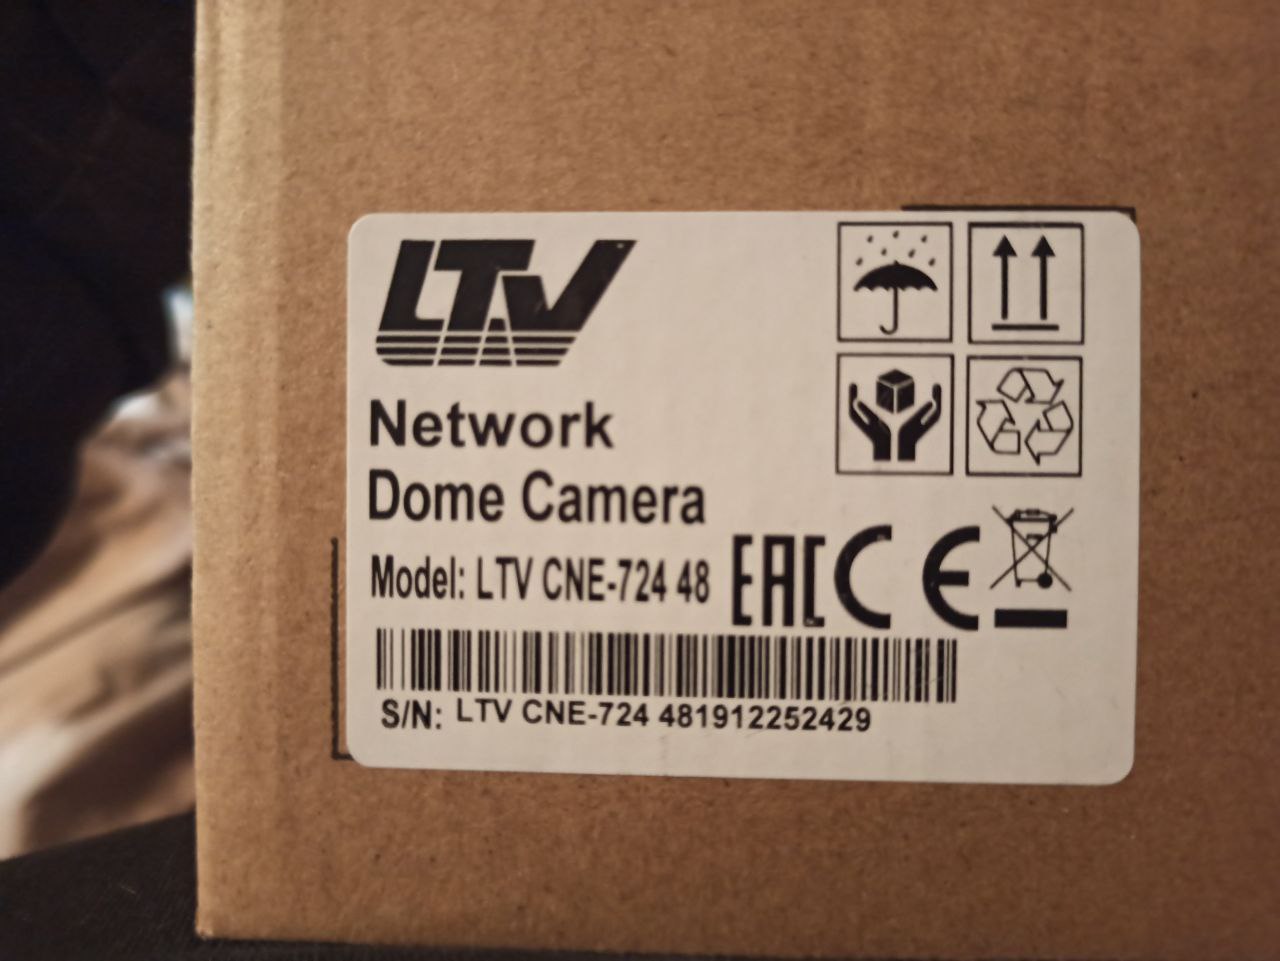 LTV
Network
Dome Camera
Model: LTV CNE-724 48
EAC CE
S/N: LTV CNE-724 481912252429